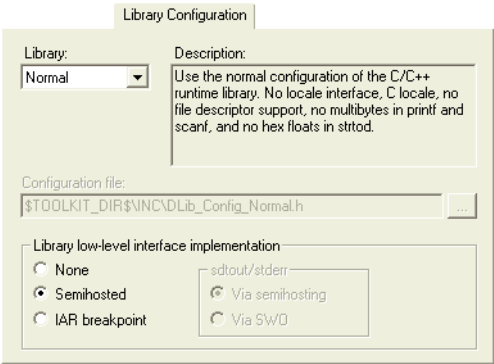 Library Configuration
Library:
Description:
Normal
Use the normal configuration of the C/C++
runtime library. No locale interface, C locale, no
file descriptor support, no multibytes in printf and
scanf, and no hex floats in strtod.
Configuration file:
$TOOLKIT_DIR$\INC\DLib_Config_Normal.h
...
Library low-level interface implementation
None
sdtout/stderr
Semihosted
Via semihosting
IAR breakpoint
Via SWO